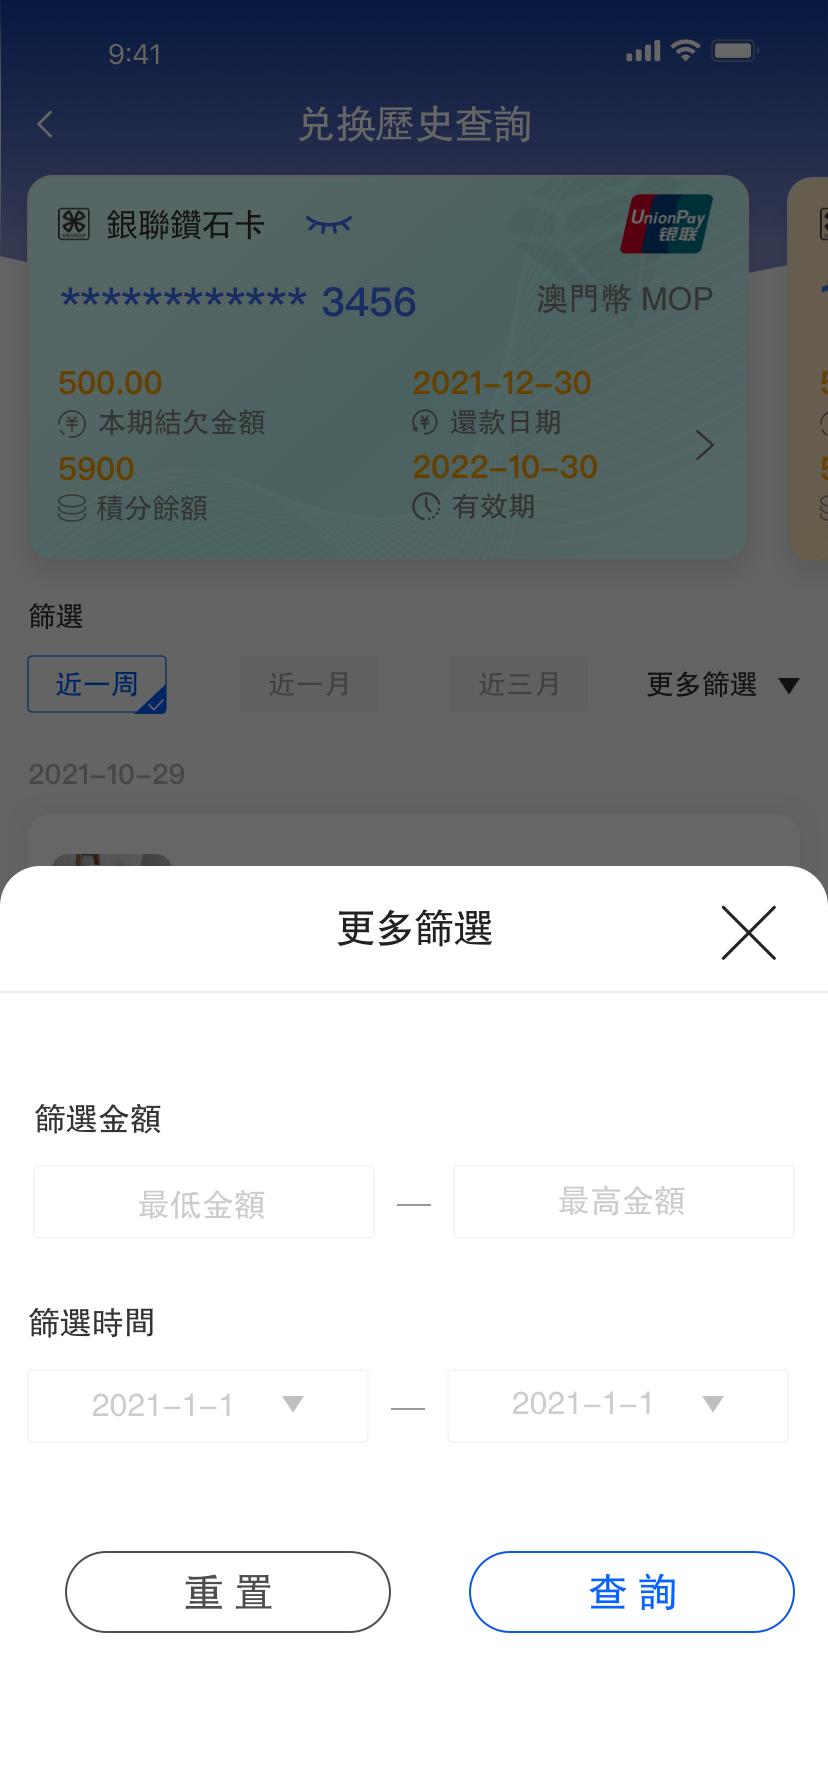 9:41
兑换歷史查詢
銀聯鑽石卡
UnionPay
银联
************ 3456
澳門幣 MOP
500.00
2021-12-30
本期結欠金額
還款日期
5900
2022-10-30
積分餘額
有效期
篩選
近一周
近一月
近三月
更多篩選
2021-10-29
更多篩選
篩選金額
最低金額
—
最高金額
篩選時間
2021-1-1
—
2021-1-1
重 置
查 詢